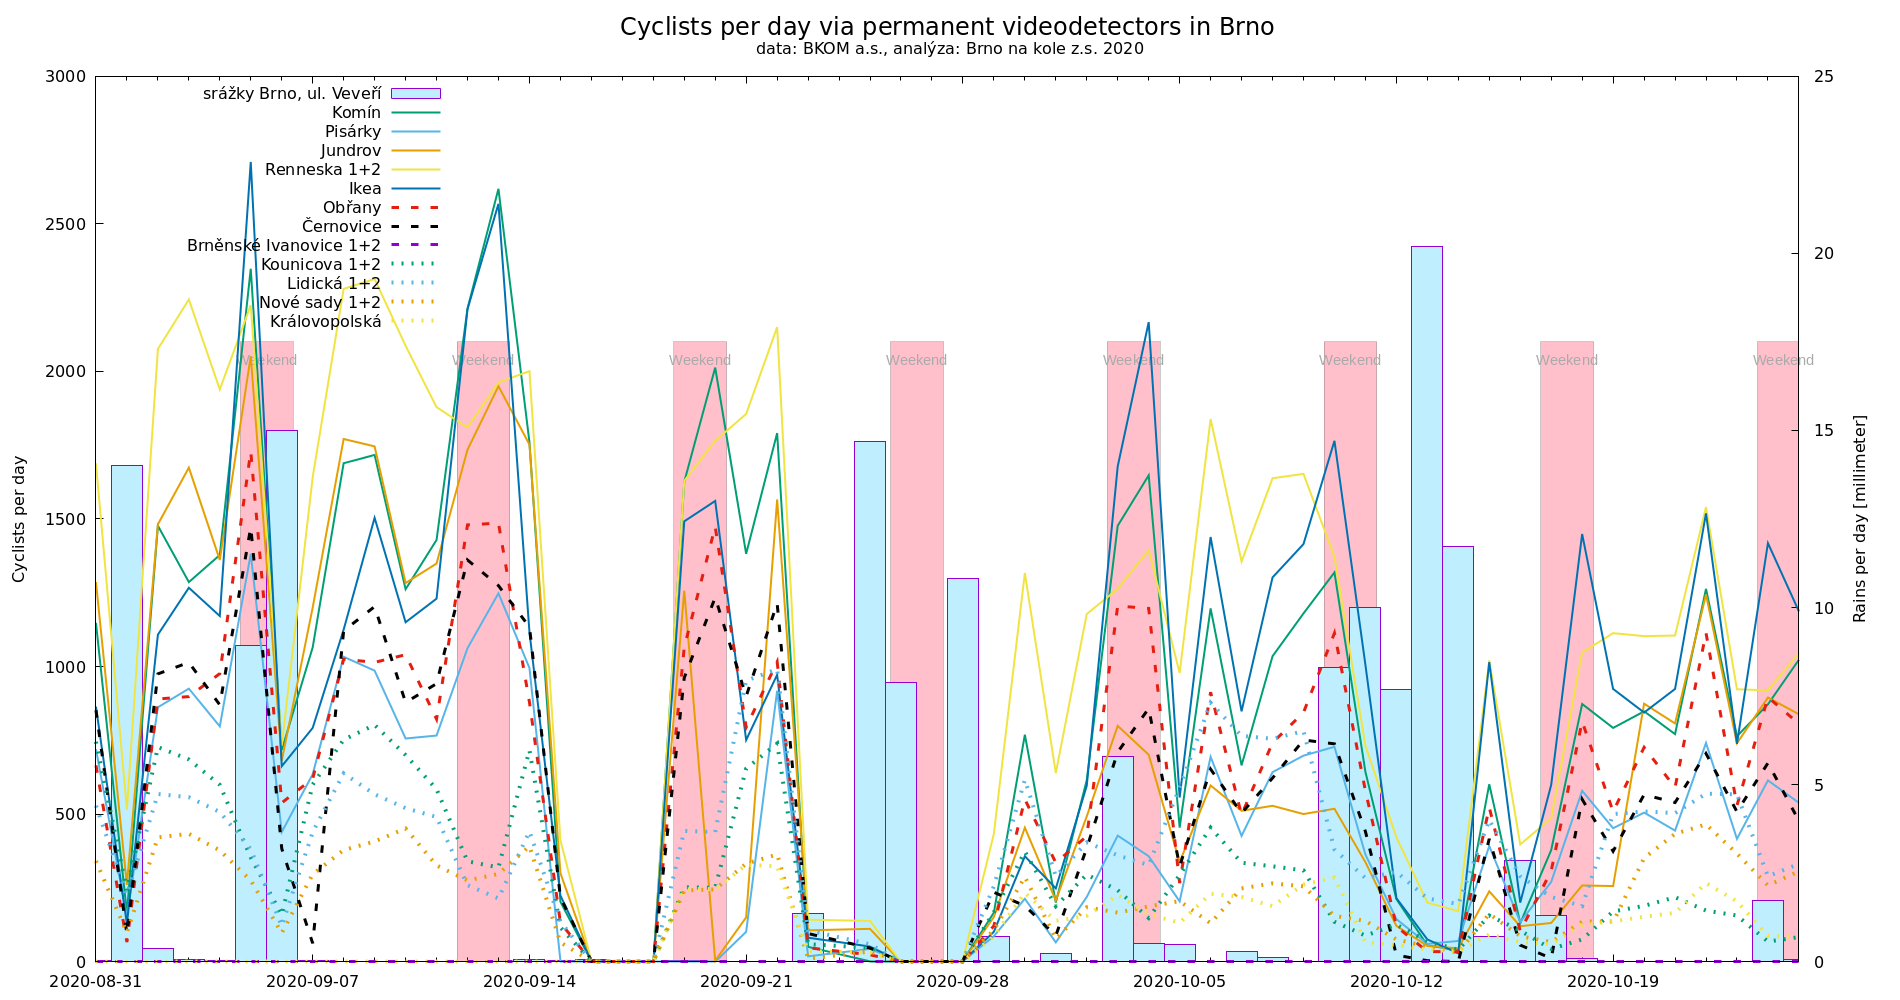 Cyclists per day via permanent videodetectors in Brno
data: BKOM a.s., analýza: Brno na kole z.s. 2020
3000
2500
2000
1500
1000
500
0
Cyclists per day
25
20
15
10
5
0
Rains per day [millimeter]
srážky Brno, ul. Veveří
Komín
Pisárky
Jundrov
Renneska 1+2
Ikea
Obřany
Černovice
Brněnské Ivanovice 1+2
Kounicova 1+2
Lidická 1+2
Nové sady 1+2
Královopolská
Weekend
Weekend
Weekend
Weekend
Weekend
Weekend
Weekend
Weekend
2020-08-31
2020-09-07
2020-09-14
2020-09-21
2020-09-28
2020-10-05
2020-10-12
2020-10-19